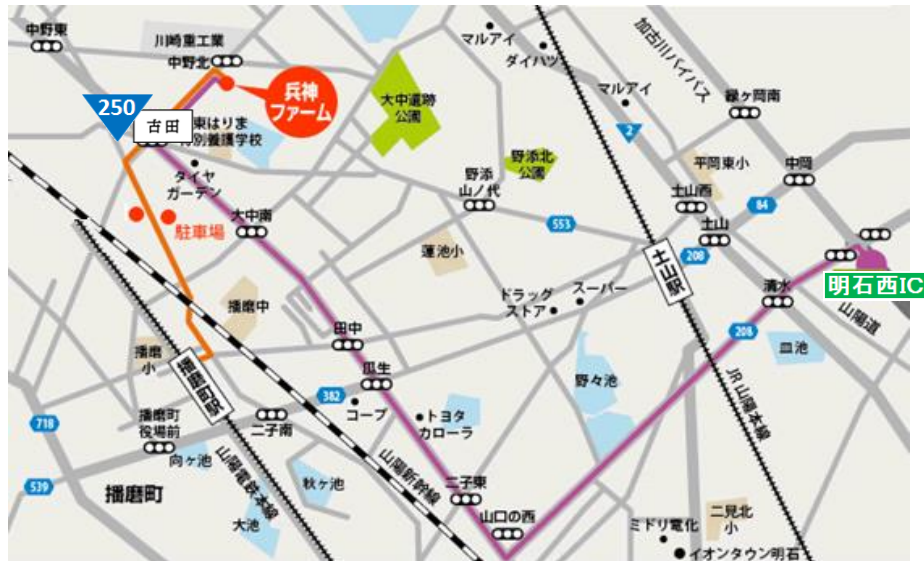 中野東
川崎重工業
中野北
兵神
ファーム
250
古田
東はりま
特別養護学校
タイヤ
ガーデン
大中遺跡
公園
マルアイ
ダイハツ
マルアイ
加古川バイパス
緑ヶ岡南
2
平岡東小
中岡
野添北
公園
野添
山ノ代
土山西
84
土山
553
208
土山駅
明石西IC
清水
山陽道
駐車場
大中南
蓮池小
播磨中
ドラッグ
ストア
スーパー
208
皿池
田中
播磨
小
播磨町駅
瓜生
野々池
JR山陽本線
382
コープ
トヨタ
カローラ
718
播磨町
役場前
二子南
向ヶ池
山陽電鉄本線
秋ヶ池
山陽新幹線
二子東
539
播磨町
大池
山口の西
ミドリ電化
二見北
小
イオンタウン明石